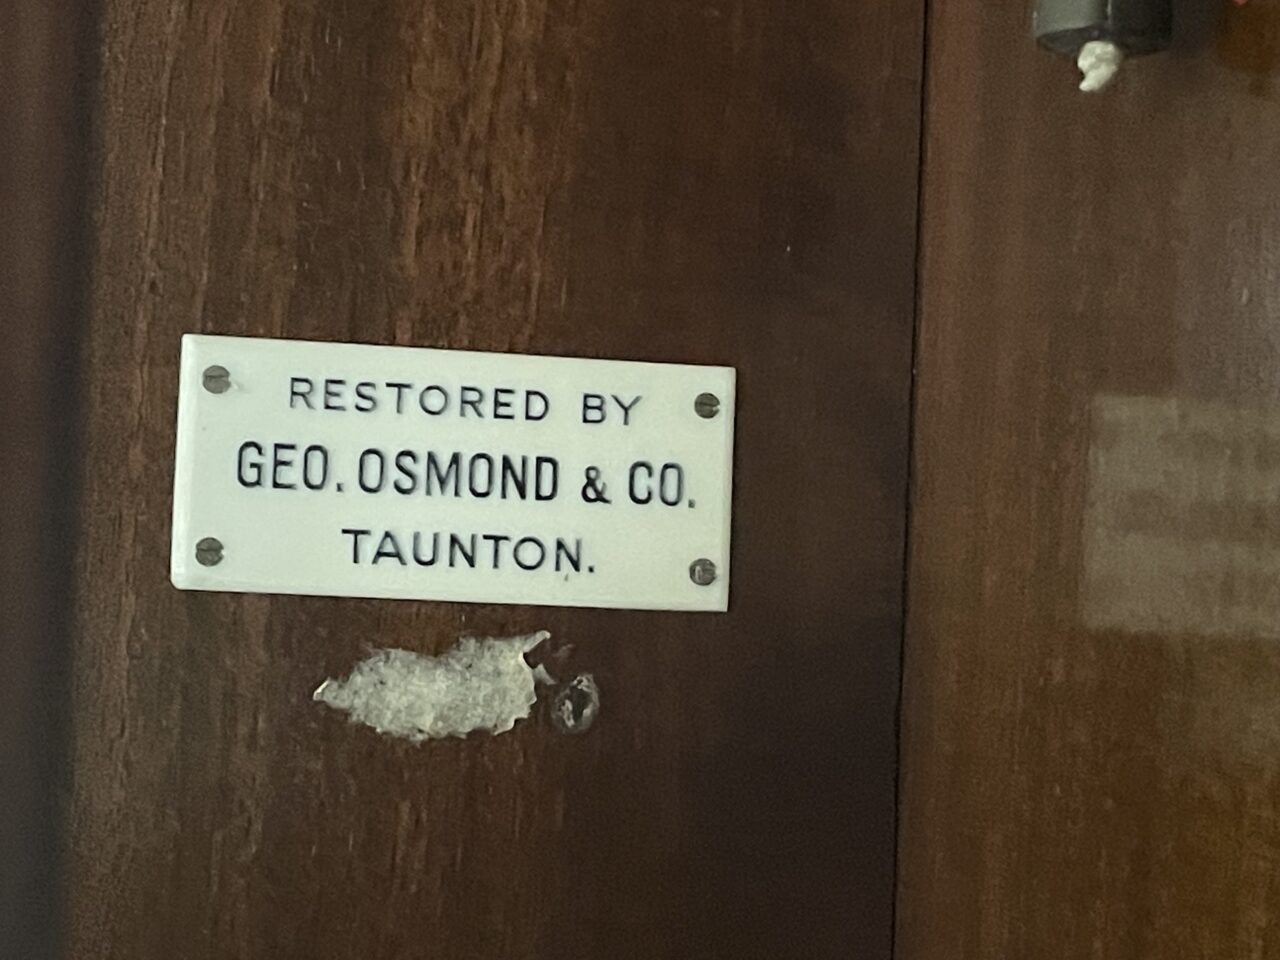 RESTORED BY
GEO. OSMOND & CO.
TAUNTON.